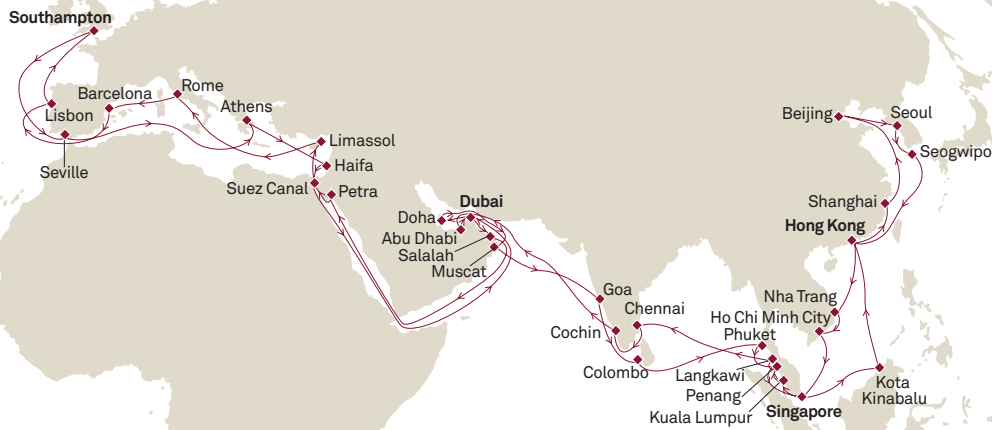 Southampton
Barcelona
Rome
Lisbon
Athens
Seville
Limassol
Haifa
Suez Canal
Petra
Doha
Dubai
Abu Dhabi
Salalah
Muscat
Goa
Chennai
Cochin
Colombo
Beijing
Seoul
Seogwipo
Shanghai
Hong Kong
Nha Trang
Ho Chi Minh City
Phuket
Langkawi
Penang
Kuala Lumpur
Singapore
Kota
Kinabalu